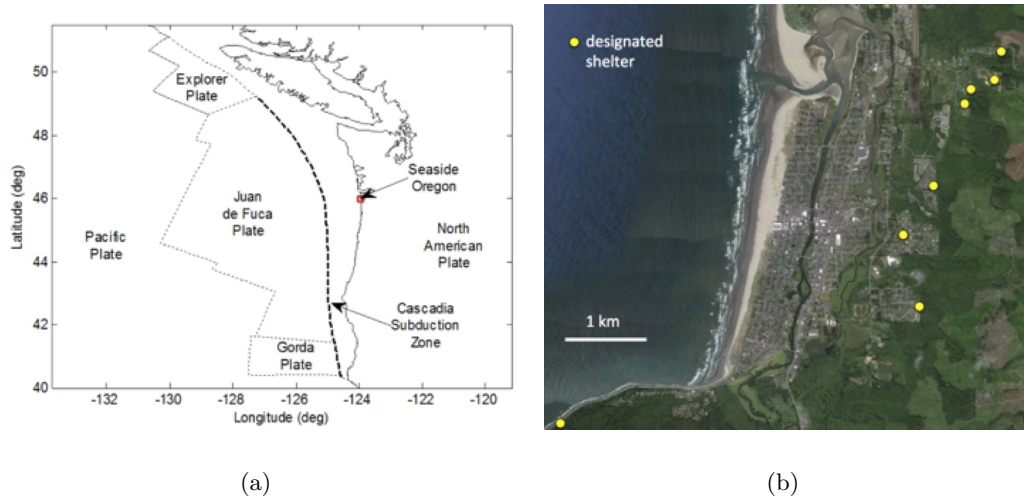 50
48
46
44
42
40
Latitude (deg)
-132
-130
-128
-126
-124
-122
-120
Longitude (deg)
Explorer
Plate
Seaside
Oregon
Juan
de Fuca
Plate
Pacific
Plate
North
American
Plate
Cascadia
Subduction
Zone
Gorda
Plate
(a)
designated
shelter
1 km
(b)